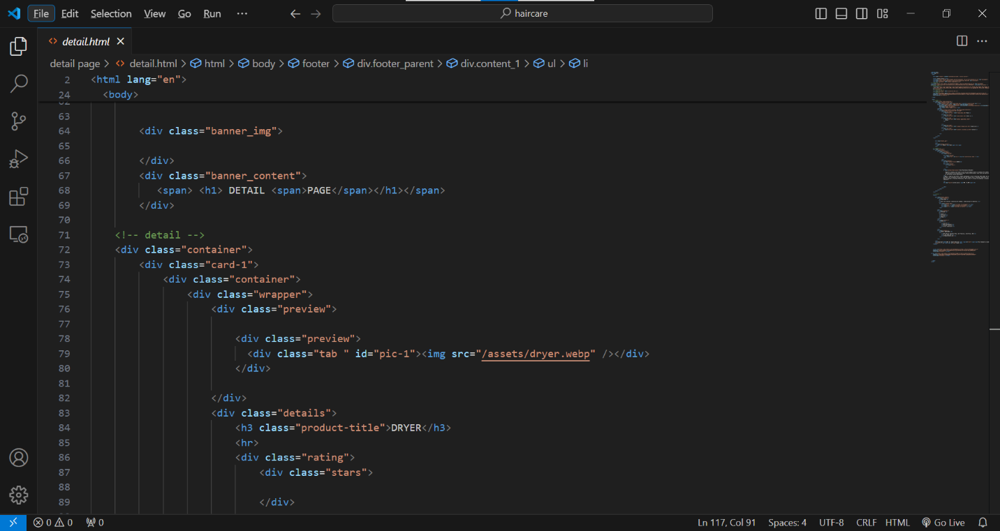 File Edit Selection View Go Run ··· haircare
detail.html
detail page > detail.html > html > body > footer > div.footer_parent > div.content_1 > ul > li
2 <html lang="en">
24 <body>
62
63
64 <div class="banner_img">
65
66 </div>
67 <div class="banner_content">
68 <span> <h1> DETAIL <span>PAGE</span></h1></span>
69 </div>
70
71 <!-- detail -->
72 <div class="container">
73 <div class="card-1">
74 <div class="container">
75 <div class="wrapper">
76 <div class="preview">
77
78 <div class="preview">
79 <div class="tab " id="pic-1"><img src="/assets/dryer.webp" /></div>
80 </div>
81
82 </div>
83 <div class="details">
84 <h3 class="product-title">DRYER</h3>
85 <hr>
86 <div class="rating">
87 <div class="stars">
88
89 </div>
0 0 0 Ln 117, Col 91 Spaces: 4 UTF-8 CRLF HTML Go Live